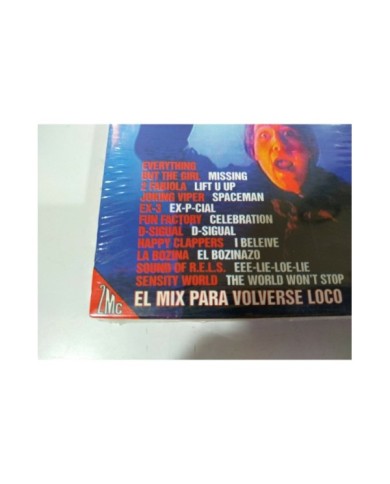 EVERYTHING
BUT THE GIRL MISSING
2 FABIOLA LIFT U UP
JOKING VIPER SPACEMAN
EX-3 EX-P-CIAL
FUN FACTORY CELEBRATION
D-SIGUAL D-SIGUAL
HAPPY CLAPPERS I BELEIVE
LA BOZINA EL BOZINAZO
SOUND OF R.E.L.S. EEE-LIE-LOE-LIE
SENSITY WORLD THE WORLD WON'T STOP
2MC
EL MIX PARA VOLVERSE LOCO